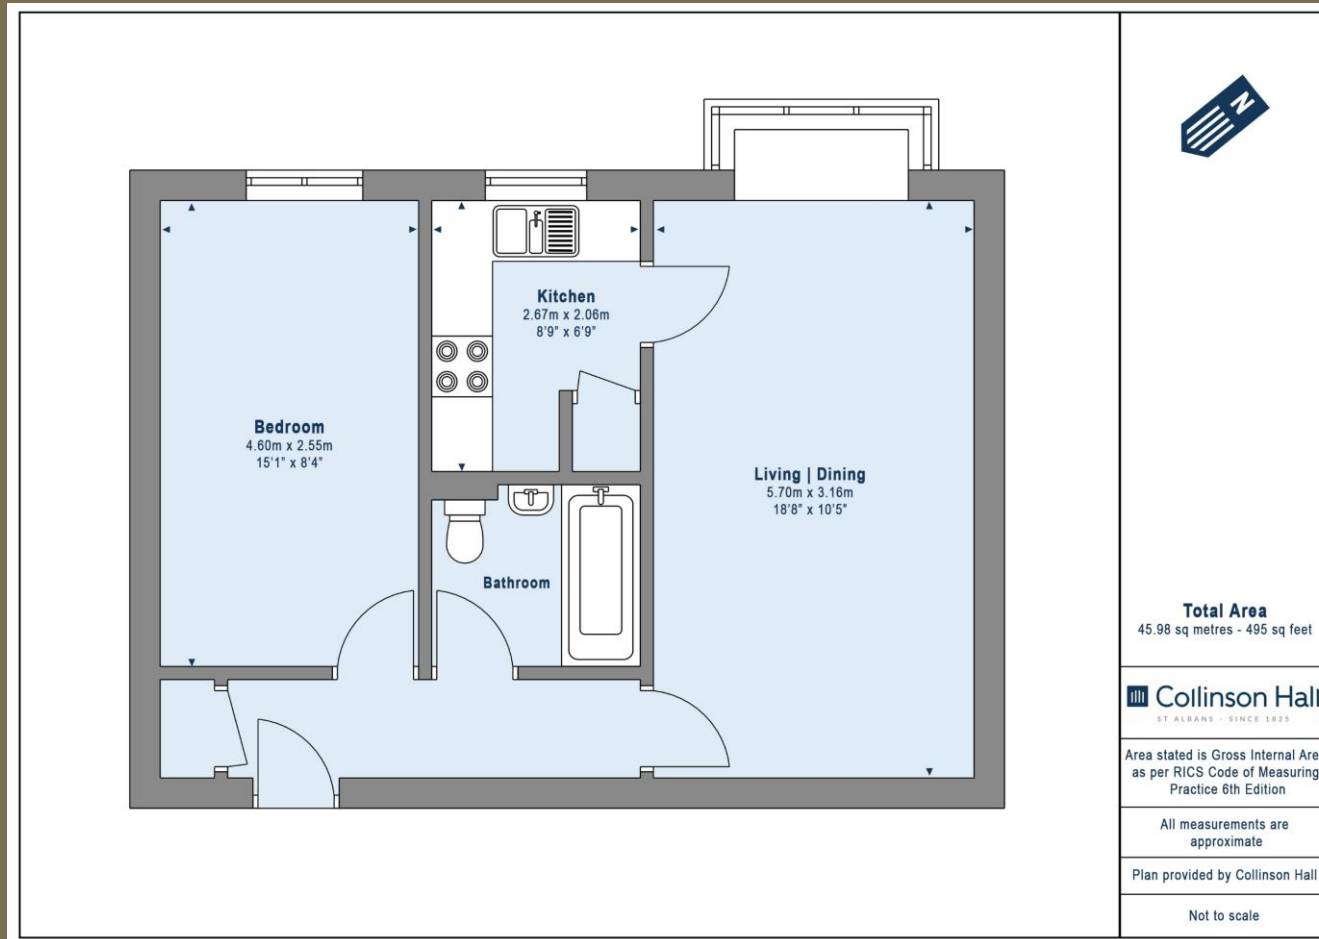 N
Kitchen
2.67m x 2.06m
8'9" x 6'9"
Bedroom
4.60m x 2.55m
15'1" x 8'4"
Living | Dining
5.70m x 3.16m
18'8" x 10'5"
Bathroom
Total Area
45.98 sq metres - 495 sq feet
Collinson Hall
ST ALBANS - SINCE 1825
Area stated is Gross Internal Are
as per RICS Code of Measuring
Practice 6th Edition
All measurements are
approximate
Plan provided by Collinson Hall
Not to scale